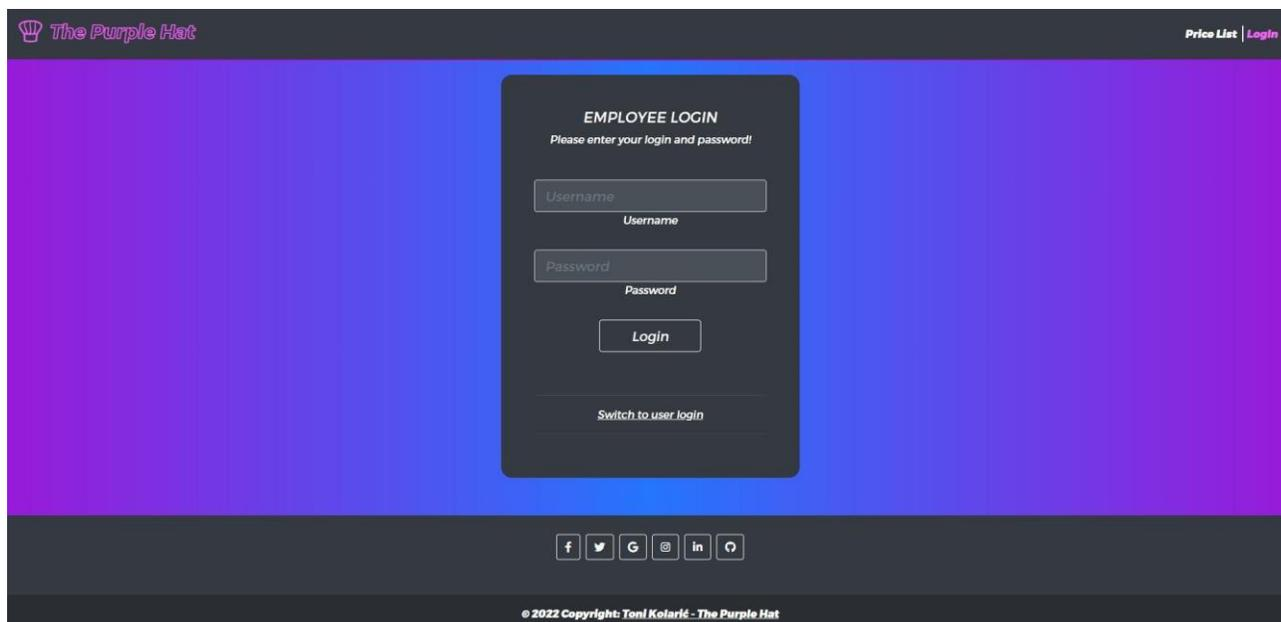 The Purple Hat
Price List Login
EMPLOYEE LOGIN
Please enter your login and password!
Username
Username
Password
Password
Login
Switch to user login
© 2022 Copyright: Toni Kolarić - The Purple Hat